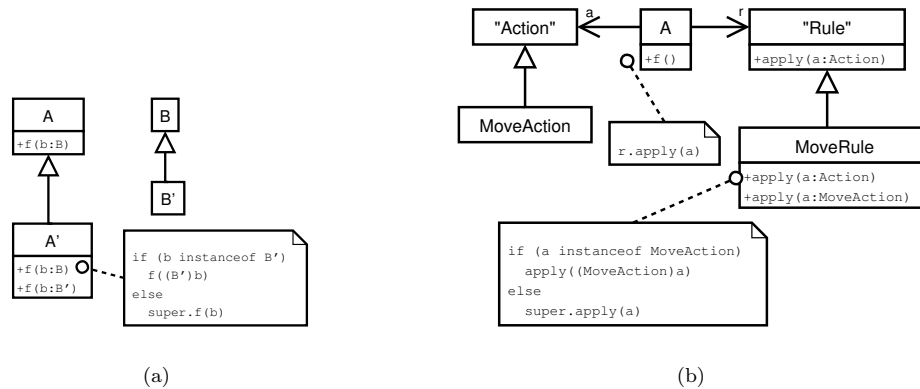 A
+f(b:B)
B
B'
A'
+f(b:B)
+f(b:B')
if (b instanceof B')
f((B')b)
else
super.f(b)
(a)
"Action"
a
A
+f()
r
"Rule"
+apply(a:Action)
MoveAction
r.apply(a)
MoveRule
+apply(a:Action)
+apply(a:MoveAction)
if (a instanceof MoveAction)
apply((MoveAction)a)
else
super.apply(a)
(b)